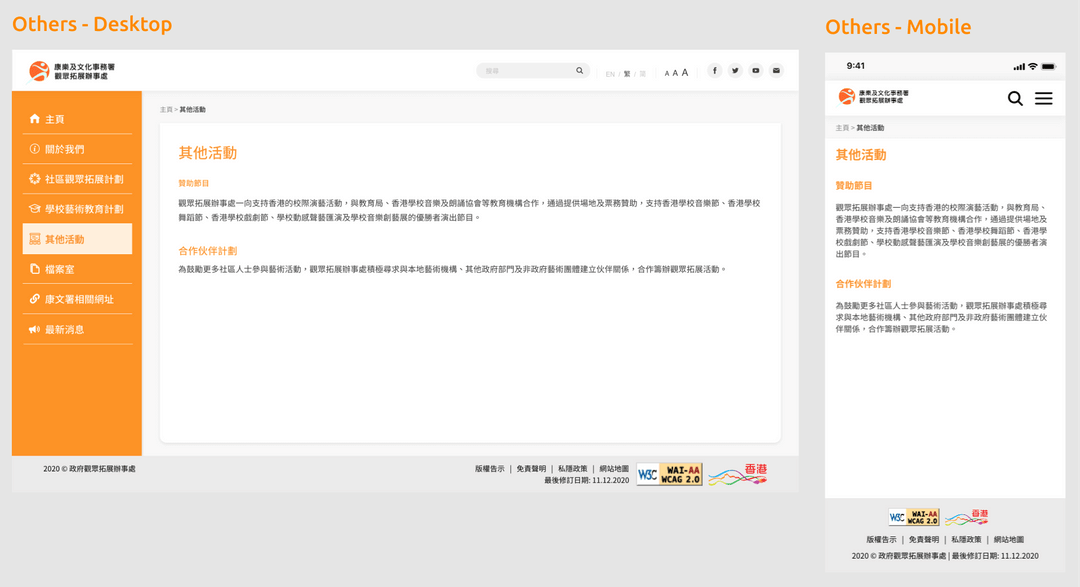 Others - Desktop
康樂及文化事務署
觀眾拓展辦事處
搜尋
EN / 繁 / 简
A A A
主頁
關於我們
社區觀眾拓展計劃
學校藝術教育計劃
其他活動
檔案室
康文署相關網址
最新消息
主頁 > 其他活動
其他活動
贊助節目
觀眾拓展辦事處一向支持香港的校際演藝活動，與教育局、香港學校音樂及朗誦協會等教育機構合作，通過提供場地及票務贊助，支持香港學校音樂節、香港學校
舞蹈節、香港學校戲劇節、學校動感聲藝匯演及學校音樂創藝展的優勝者演出節目。
合作伙伴計劃
為鼓勵更多社區人士參與藝術活動，觀眾拓展辦事處積極尋求與本地藝術機構、其他政府部門及非政府藝術團體建立伙伴關係，合作籌辦觀眾拓展活動。
2020 © 政府觀眾拓展辦事處
版權告示 | 免責聲明 | 私隱政策 | 網站地圖
最後修訂日期: 11.12.2020
W3C WAI-AA
WCAG 2.0
香港
Others - Mobile
9:41
康樂及文化事務署
觀眾拓展辦事處
主頁 > 其他活動
其他活動
贊助節目
觀眾拓展辦事處一向支持香港的校際演藝活動，與教育局、
香港學校音樂及朗誦協會等教育機構合作，通過提供場地及
票務贊助，支持香港學校音樂節、香港學校舞蹈節、香港學
校戲劇節、學校動感聲藝匯演及學校音樂創藝展的優勝者演
出節目。
合作伙伴計劃
為鼓勵更多社區人士參與藝術活動，觀眾拓展辦事處積極尋
求與本地藝術機構、其他政府部門及非政府藝術團體建立伙
伴關係，合作籌辦觀眾拓展活動。
W3C WAI-AA
WCAG 2.0
香港
版權告示 | 免責聲明 | 私隱政策 | 網站地圖
2020 © 政府觀眾拓展辦事處 | 最後修訂日期: 11.12.2020